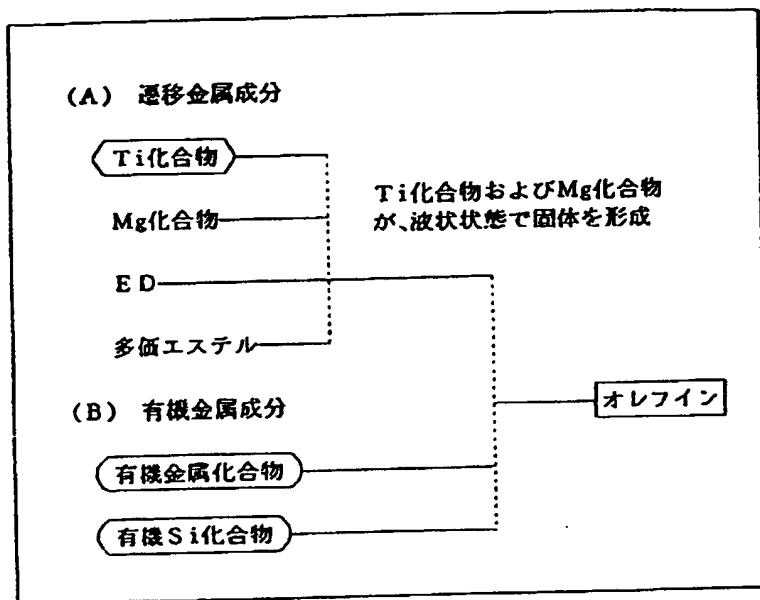 (A) 遷移金属成分
Ti化合物
Mg化合物
Ti化合物およびMg化合物
が、液状状態で固体を形成
ED
多価エステル
オレフイン
(B) 有機金属成分
有機金属化合物
有機Si化合物